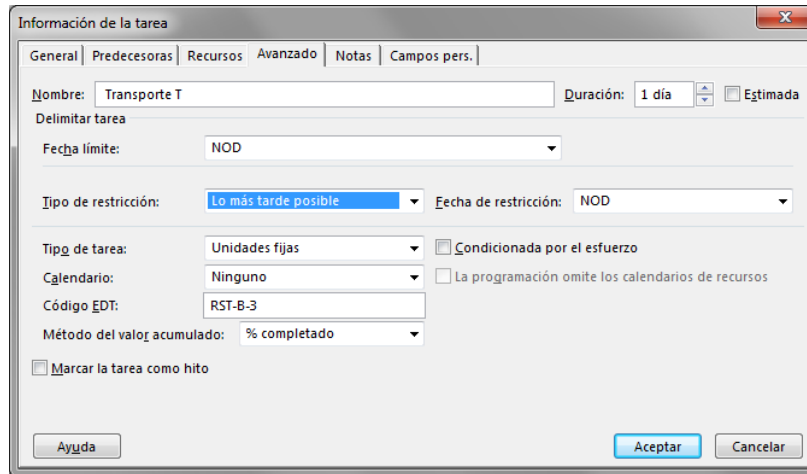 Información de la tarea
General Predecesoras Recursos Avanzado Notas Campos pers.
Nombre: Transporte T Duración: 1 día Estimada
Delimitar tarea
Fecha límite: NOD
Tipo de restricción: Lo más tarde posible Fecha de restricción: NOD
Tipo de tarea: Unidades fijas Condicionada por el esfuerzo
Calendario: Ninguno La programación omite los calendarios de recursos
Código EDT: RST-B-3
Método del valor acumulado: % completado
Marcar la tarea como hito
Ayuda Aceptar Cancelar